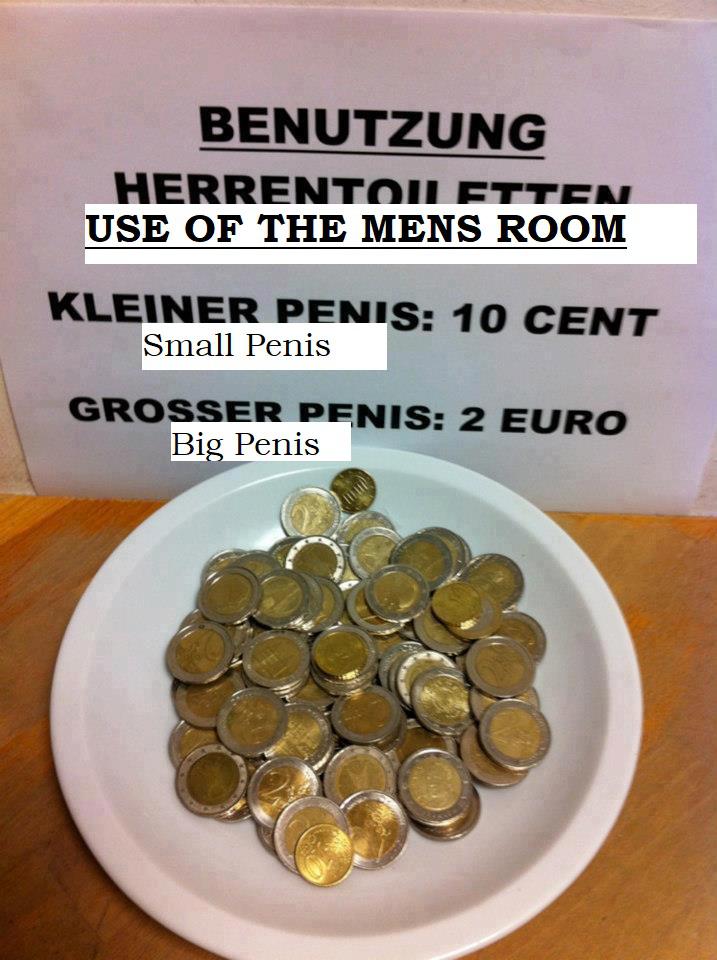 BENUTZUNG
HERRENTOILETTEN
USE OF THE MENS ROOM
KLEINER PENIS: 10 CENT
Small Penis
GROSSER PENIS: 2 EURO
Big Penis